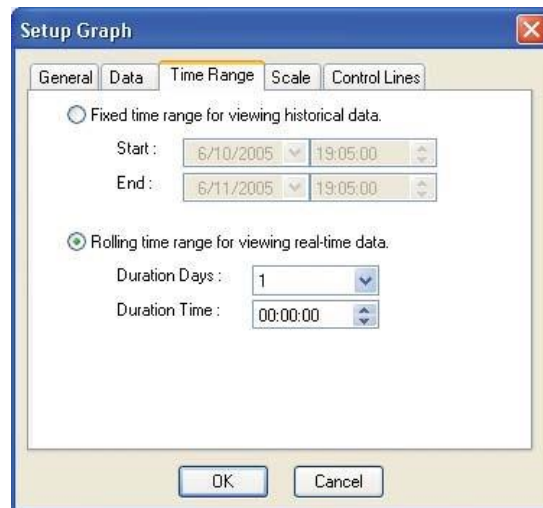 Setup Graph
General Data Time Range Scale Control Lines
Fixed time range for viewing historical data.
Start : 6/10/2005 19:05:00
End : 6/11/2005 19:05:00
Rolling time range for viewing real-time data.
Duration Days : 1
Duration Time : 00:00:00
OK Cancel